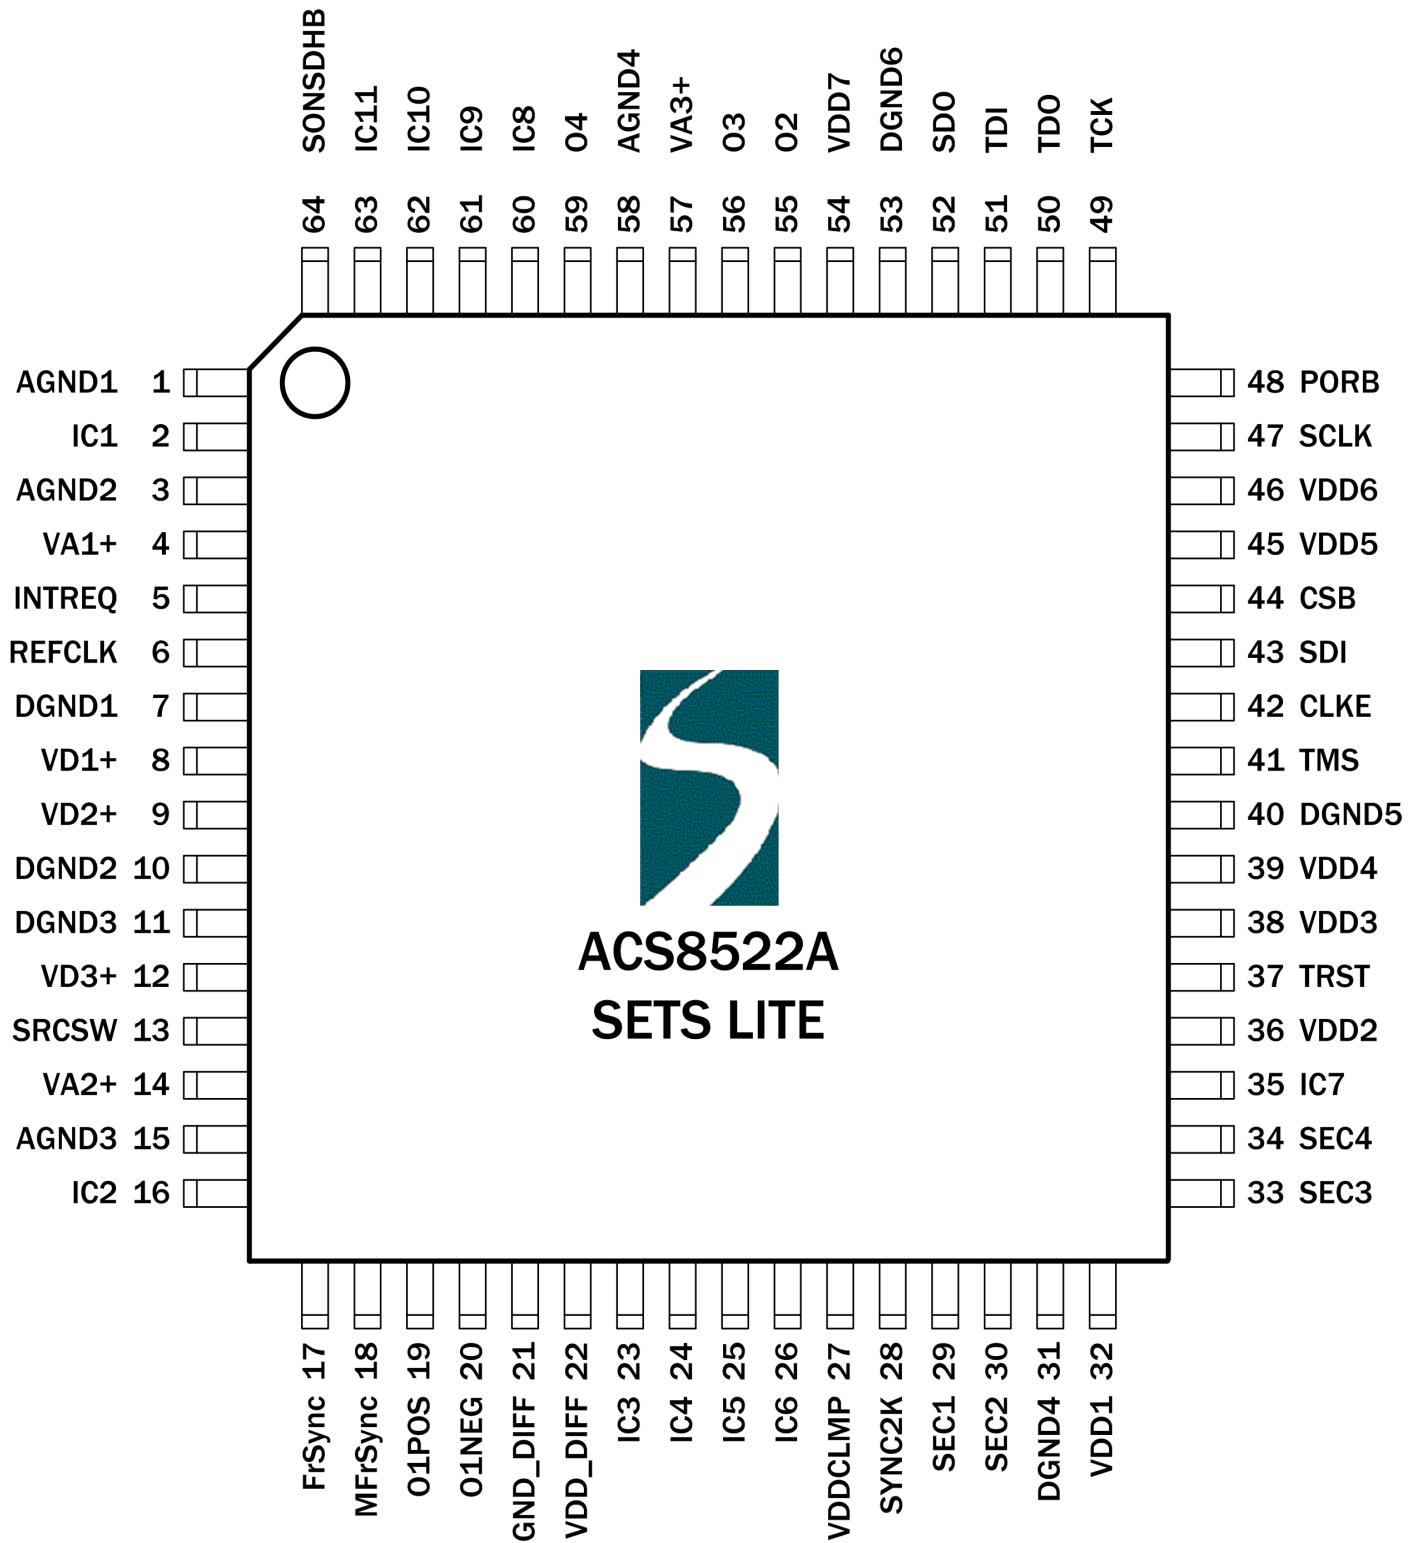 SONSDHB 64
IC11 63
IC10 62
IC9 61
IC8 60
O4 59
AGND4 58
VA3+ 57
O3 56
O2 55
VDD7 54
DGND6 53
SDO 52
TDI 51
TDO 50
TCK 49
AGND1 1
IC1 2
AGND2 3
VA1+ 4
INTREQ 5
REFCLK 6
DGND1 7
VD1+ 8
VD2+ 9
DGND2 10
DGND3 11
VD3+ 12
SRCSW 13
VA2+ 14
AGND3 15
IC2 16
ACS8522A
SETS LITE
48 PORB
47 SCLK
46 VDD6
45 VDD5
44 CSB
43 SDI
42 CLKE
41 TMS
40 DGND5
39 VDD4
38 VDD3
37 TRST
36 VDD2
35 IC7
34 SEC4
33 SEC3
FrSync 17
MFrSync 18
O1POS 19
O1NEG 20
GND_DIFF 21
VDD_DIFF 22
IC3 23
IC4 24
IC5 25
IC6 26
VDDCLMP 27
SYNC2K 28
SEC1 29
SEC2 30
DGND4 31
VDD1 32